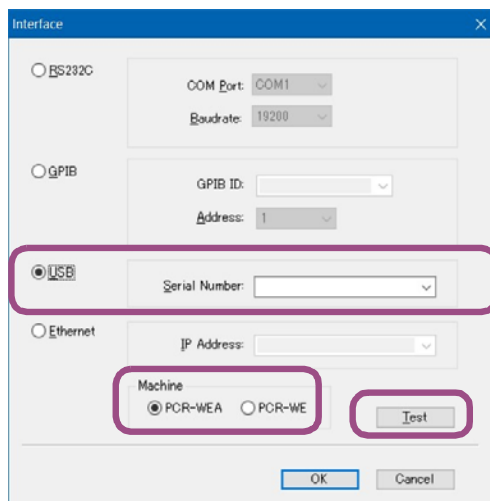 Interface
RS232C
COM Port: COM1
Baudrate: 19200
GPIB
GPIB ID:
Address: 1
USB
Serial Number:
Ethernet
IP Address:
Machine
PCR-WEA PCR-WE
Test
OK Cancel